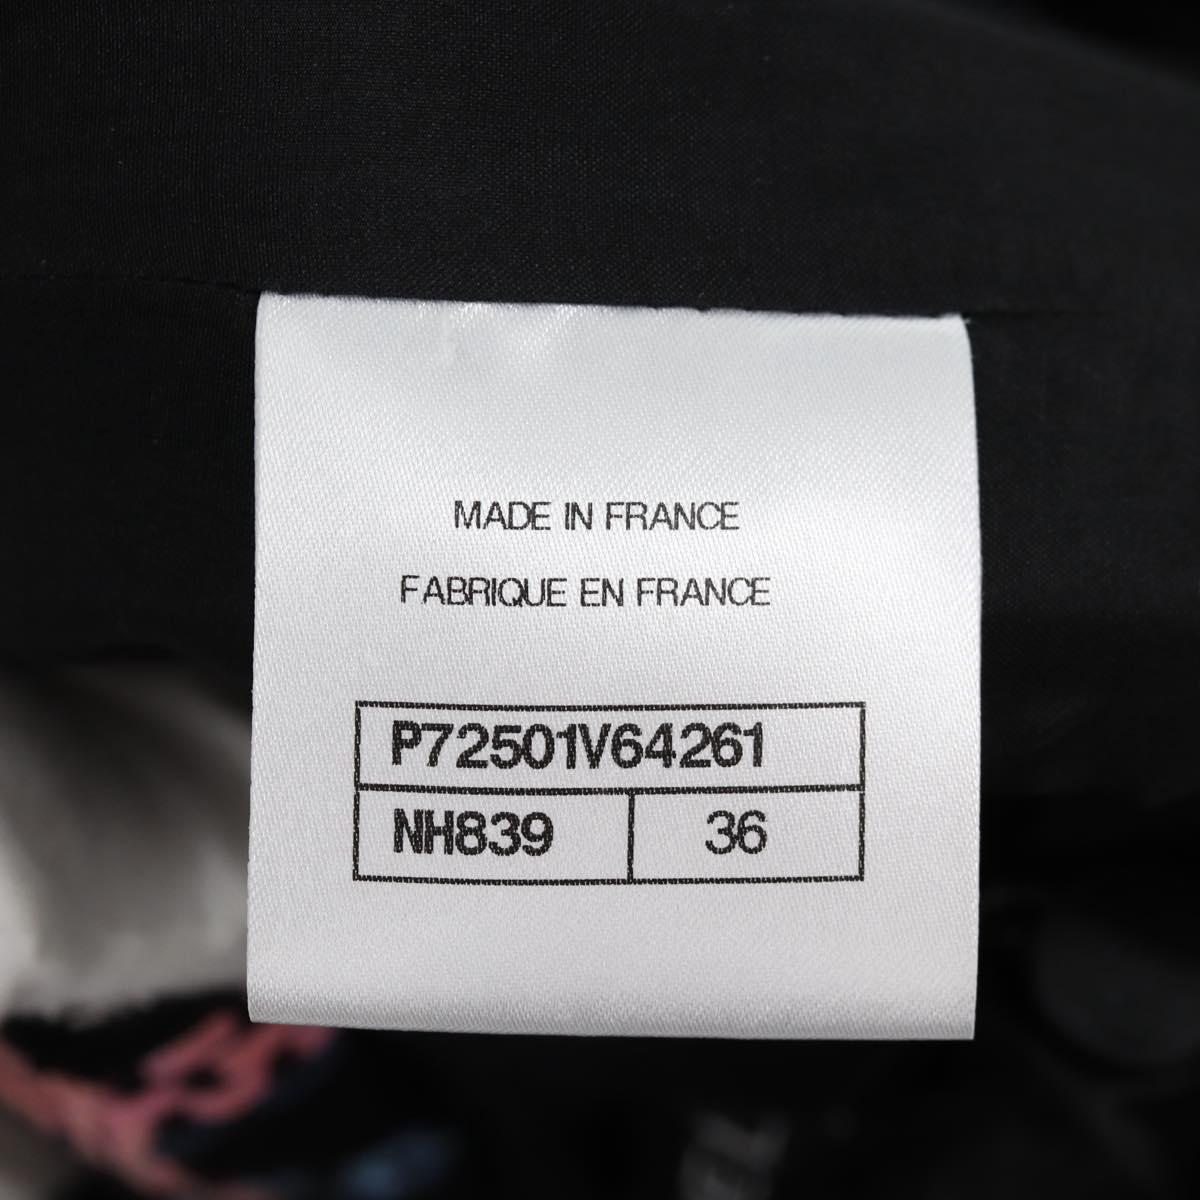 MADE IN FRANCE
FABRIQUE EN FRANCE
P72501V64261
NH839 36